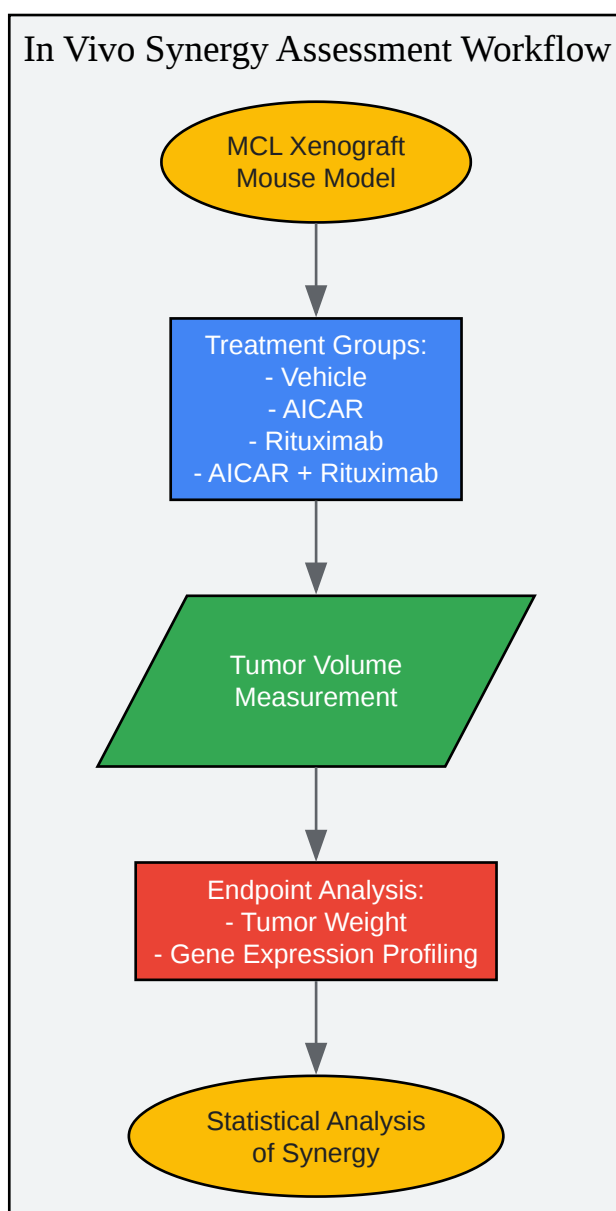 In Vivo Synergy Assessment Workflow
MCL Xenograft
Mouse Model
Treatment Groups:
- Vehicle
- AICAR
- Rituximab
- AICAR + Rituximab
Tumor Volume
Measurement
Endpoint Analysis:
- Tumor Weight
- Gene Expression Profiling
Statistical Analysis
of Synergy